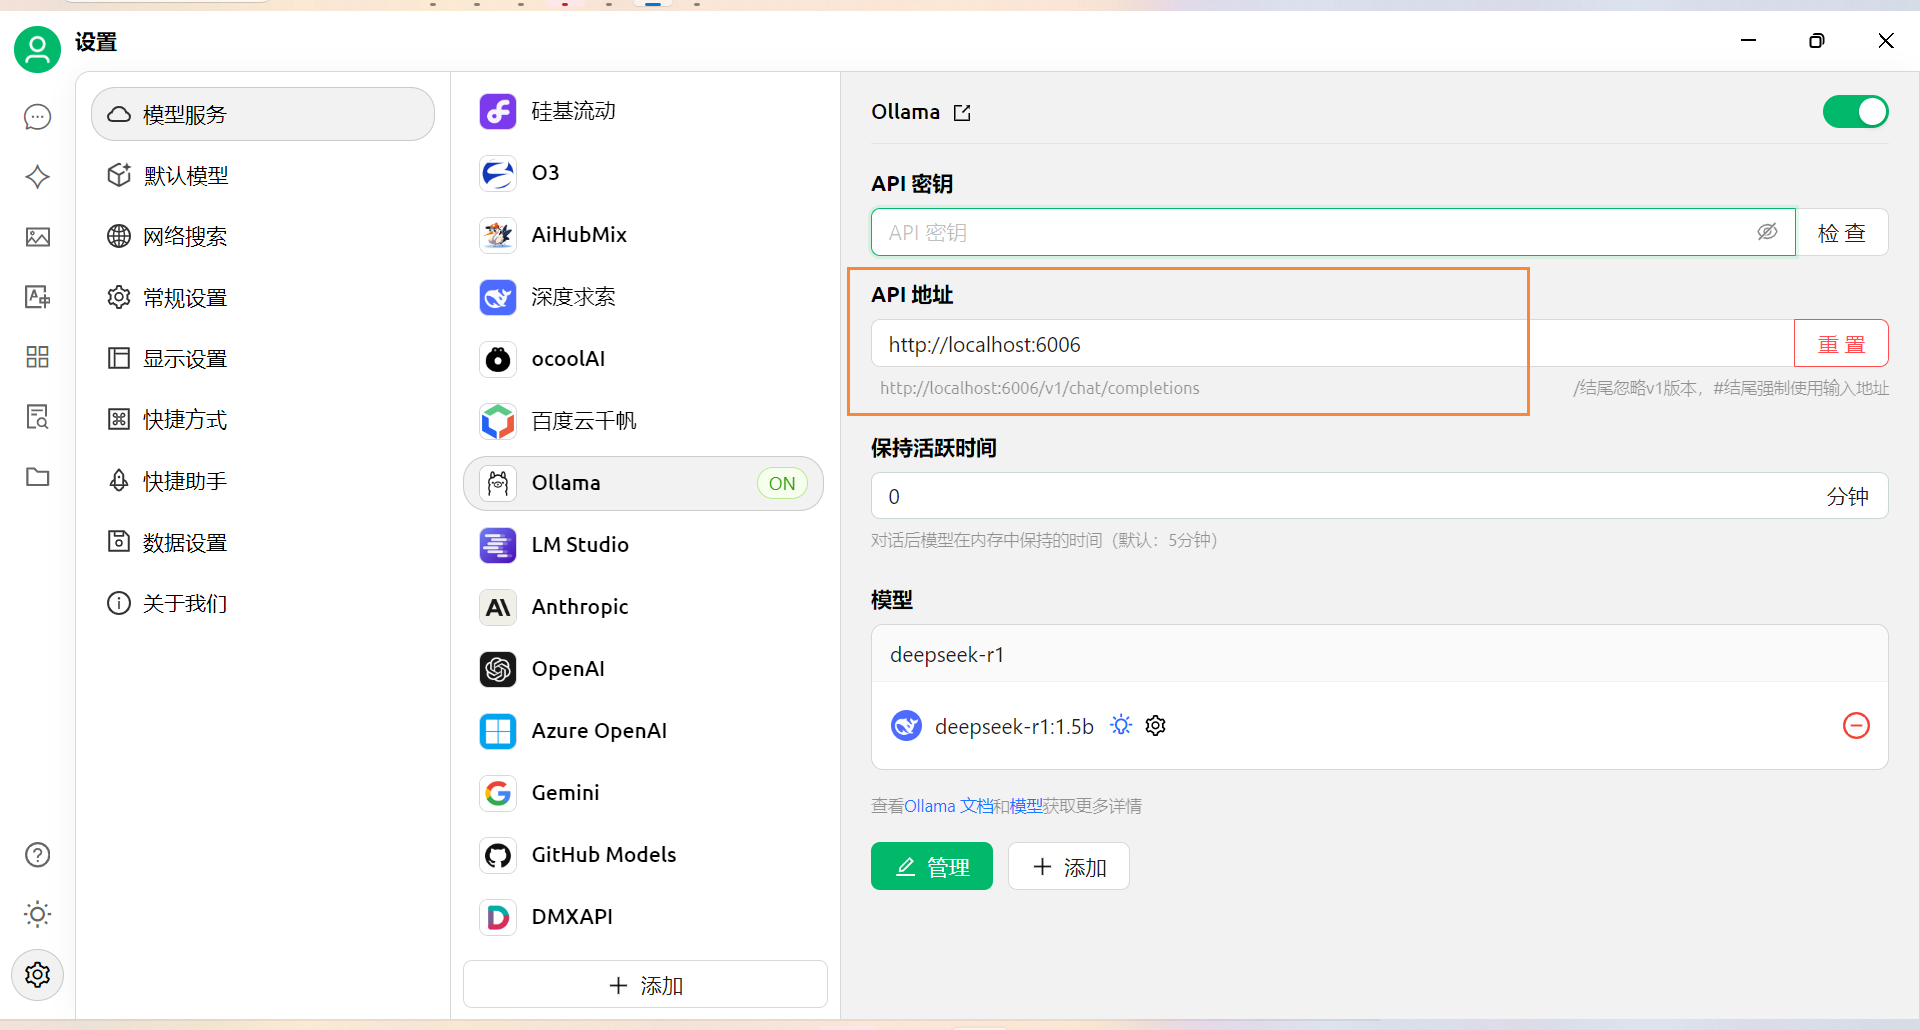 设置
模型服务
默认模型
网络搜索
常规设置
显示设置
快捷方式
快捷助手
数据设置
关于我们
硅基流动
O3
AiHubMix
深度求索
ocoolAI
百度云千帆
Ollama ON
LM Studio
Anthropic
OpenAI
Azure OpenAI
Gemini
GitHub Models
DMXAPI
添加
Ollama
API 密钥
API 密钥 检 查
API 地址
http://localhost:6006 重 置
http://localhost:6006/v1/chat/completions /结尾忽略v1版本，#结尾强制使用输入地址
保持活跃时间
0 分钟
对话后模型在内存中保持的时间（默认：5分钟）
模型
deepseek-r1
deepseek-r1:1.5b
查看Ollama 文档和模型获取更多详情
管理 添加